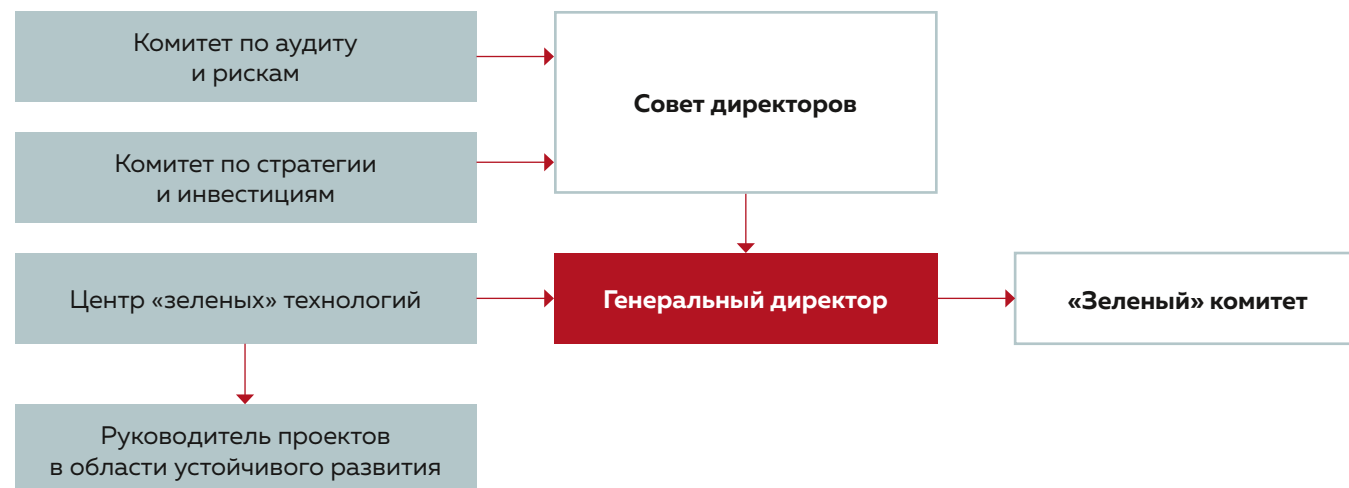 Комитет по аудиту
и рискам
Совет директоров
Комитет по стратегии
и инвестициям
Центр «зеленых» технологий
Генеральный директор
«Зеленый» комитет
Руководитель проектов
в области устойчивого развития